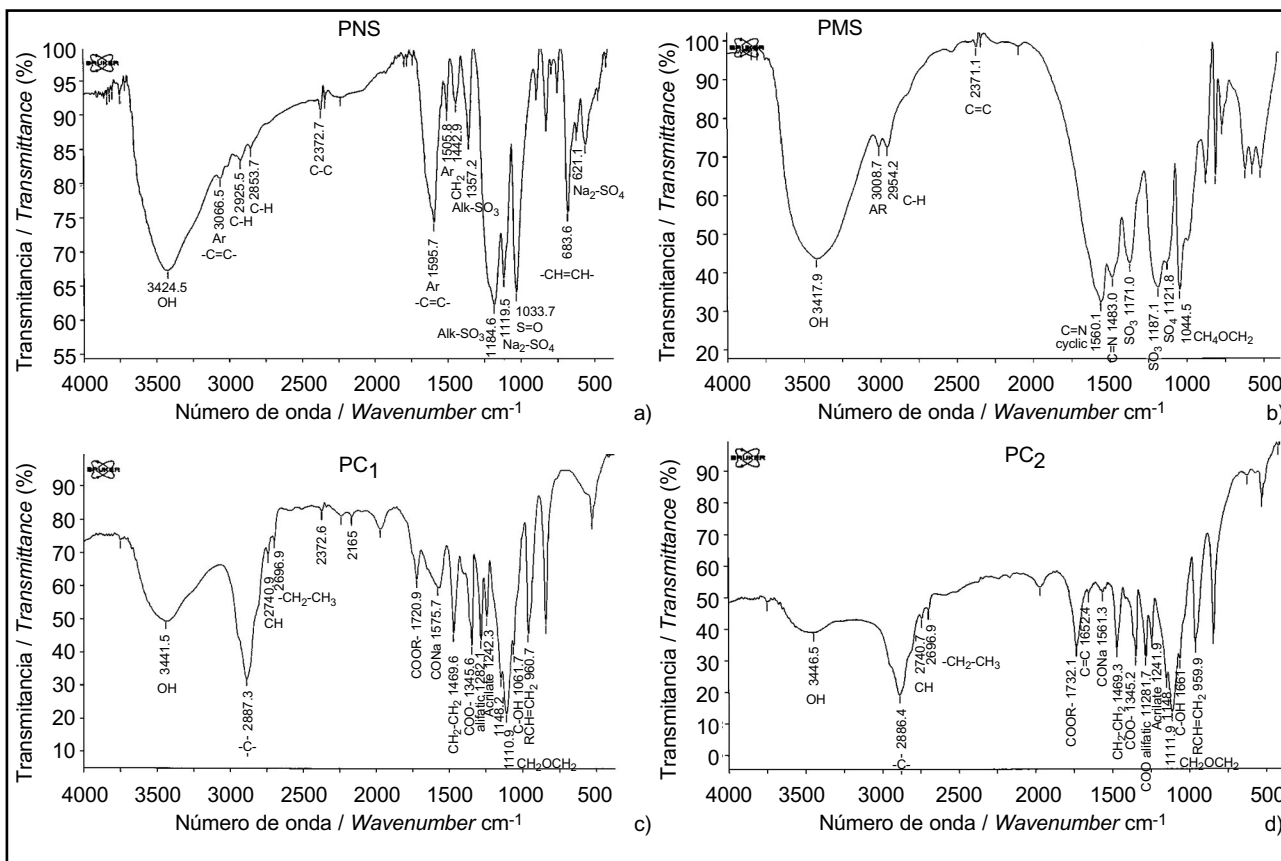 PNS
Transmitancia / Transmittance (%)
100
95
90
85
80
75
70
65
60
55
BRUKER
3424.5
OH
3066.5
Ar
-C=C-
2925.5
C-H
2853.7
C-H
C-C 2372.7
1595.7
Ar
-C=C-
Ar 1505.8
CH2 1442.9
1357.2
Alk-SO3
Alk-SO3
1184.6
1119.5
Na2-SO4
1033.7
S=O
683.6
-CH=CH-
621.1
Na2-SO4
4000 3500 3000 2500 2000 1500 1000 500
Número de onda / Wavenumber cm-1
a)
PMS
Transmitancia / Transmittance (%)
100
90
80
70
60
50
40
30
20
BRUKER
3417.9
OH
3008.7
AR
2954.2
C-H
2371.1
C=C
C=N
cyclic
1560.1
C=N 1483.0
SO3 1171.0
SO3 1187.1
SO4 1121.8
1044.5
CH4OCH2
4000 3500 3000 2500 2000 1500 1000 500
Número de onda / Wavenumber cm-1
b)
PC1
Transmitancia / Transmittance (%)
90
80
70
60
50
40
30
20
10
BRUKER
3441.5
OH
-C- 2887.3
2740.9
CH
2696.9
-CH2-CH3
2372.6
2165
COOR- 1720.9
CONa 1575.7
CH2-CH2 1469.6
COO- 1345.6
alifatic 1282.1
Acrilate 1242.3
1148.2
1110.9
C-OH 1061.7
RCH=CH2 960.7
CH2OCH2
4000 3500 3000 2500 2000 1500 1000 500
Número de onda / Wavenumber cm-1
c)
PC2
Transmitancia / Transmittance (%)
90
80
70
60
50
40
30
20
10
0
BRUKER
3446.5
OH
-C- 2886.4
2740.7
CH
2696.9
-CH2-CH3
COOR- 1732.1
C=C 1652.4
CONa 1561.3
CH2-CH2 1469.3
COO- 1345.2
COO alifatic 11281.7
Acrilate 1241.9
1148
1111.9
C-OH 1661
RCH=CH2 959.9
CH2OCH2
4000 3500 3000 2500 2000 1500 1000 500
Número de onda / Wavenumber cm-1
d)